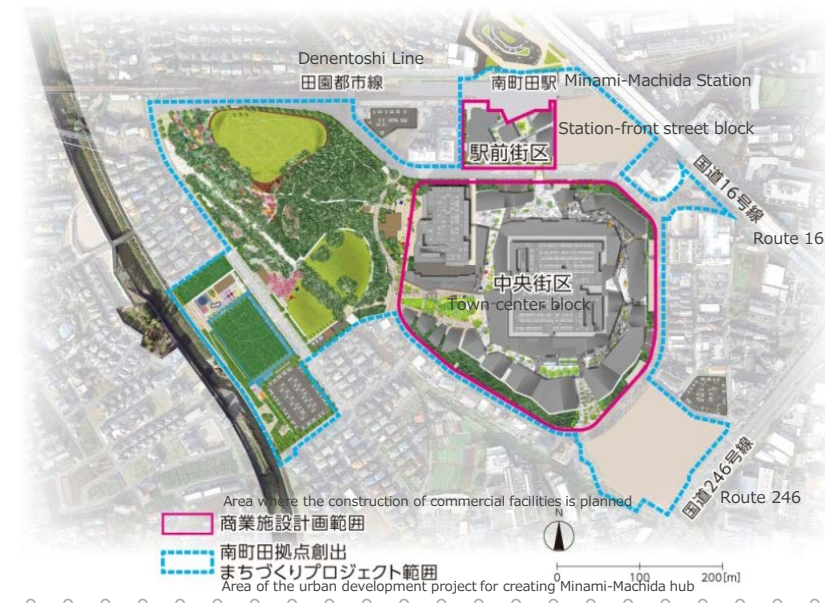 Denentoshi Line
田園都市線
南町田駅
Minami-Machida Station
Station-front street block
駅前街区
国道16号線
Route 16
中央街区
Town-center block
国道246号線
Route 246
Area where the construction of commercial facilities is planned
商業施設計画範囲
南町田拠点創出
まちづくりプロジェクト範囲
Area of the urban development project for creating Minami-Machida hub
N
0 100 200[m]